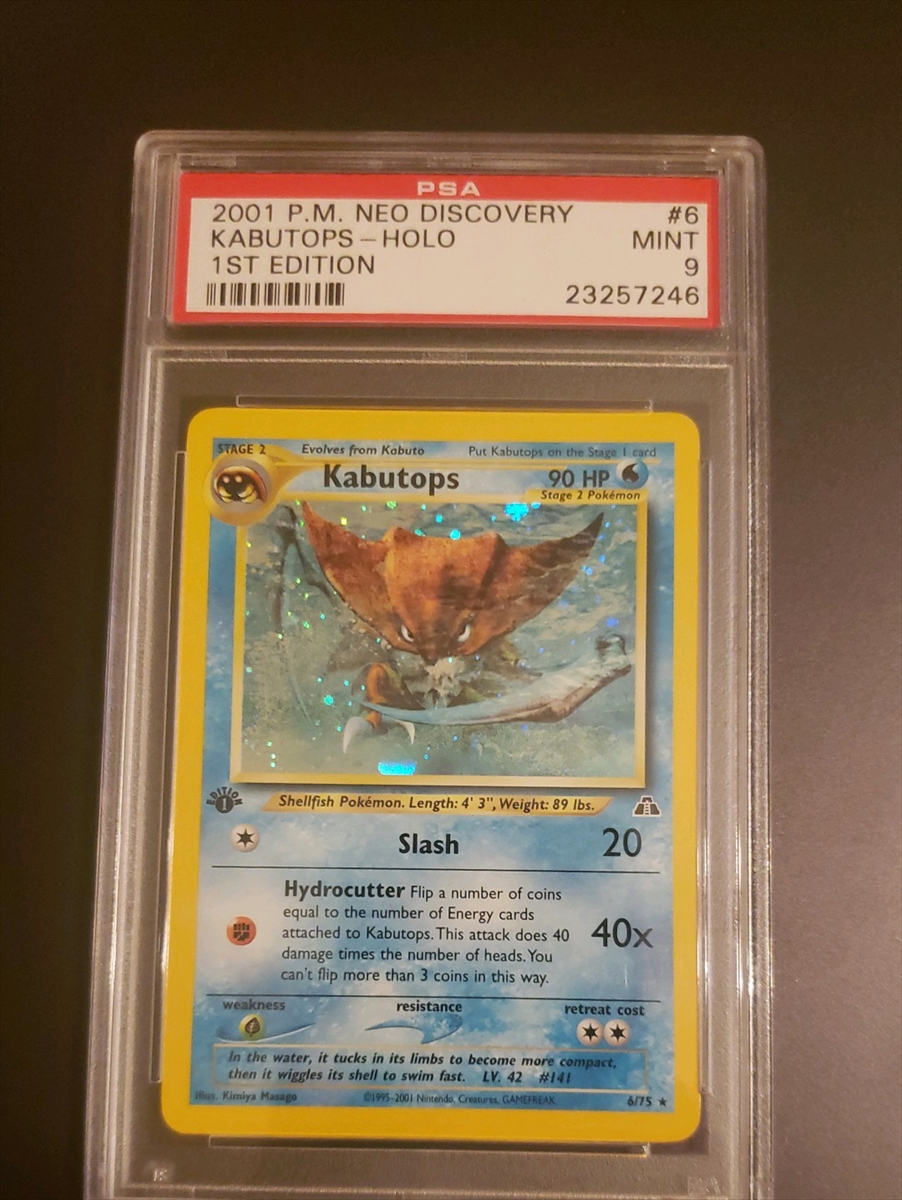 PSA
2001 P.M. NEO DISCOVERY #6
KABUTOPS - HOLO MINT
1ST EDITION 9
23257246
STAGE 2 Evolves from Kabuto Put Kabutops on the Stage 1 card
Kabutops 90 HP
Stage 2 Pokémon
EDITION 1
Shellfish Pokémon. Length: 4' 3", Weight: 89 lbs.
Slash 20
Hydrocutter Flip a number of coins
equal to the number of Energy cards
attached to Kabutops. This attack does 40
damage times the number of heads. You
can't flip more than 3 coins in this way.
40x
weakness resistance retreat cost
In the water, it tucks in its limbs to become more compact,
then it wiggles its shell to swim fast. LV. 42 #141
Illus. Kimiya Masago ©1995-2001 Nintendo, Creatures, GAMEFREAK. 6/75 ★